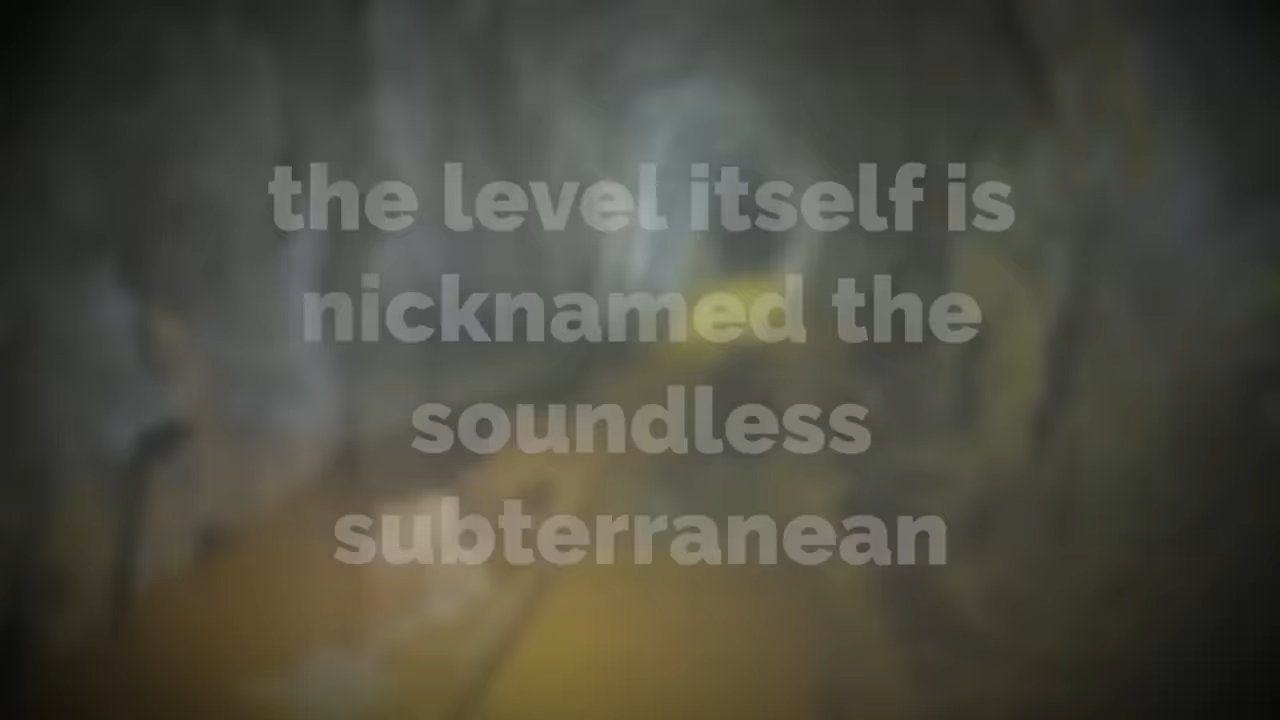 the level itself is
nicknamed the
soundless
subterranean